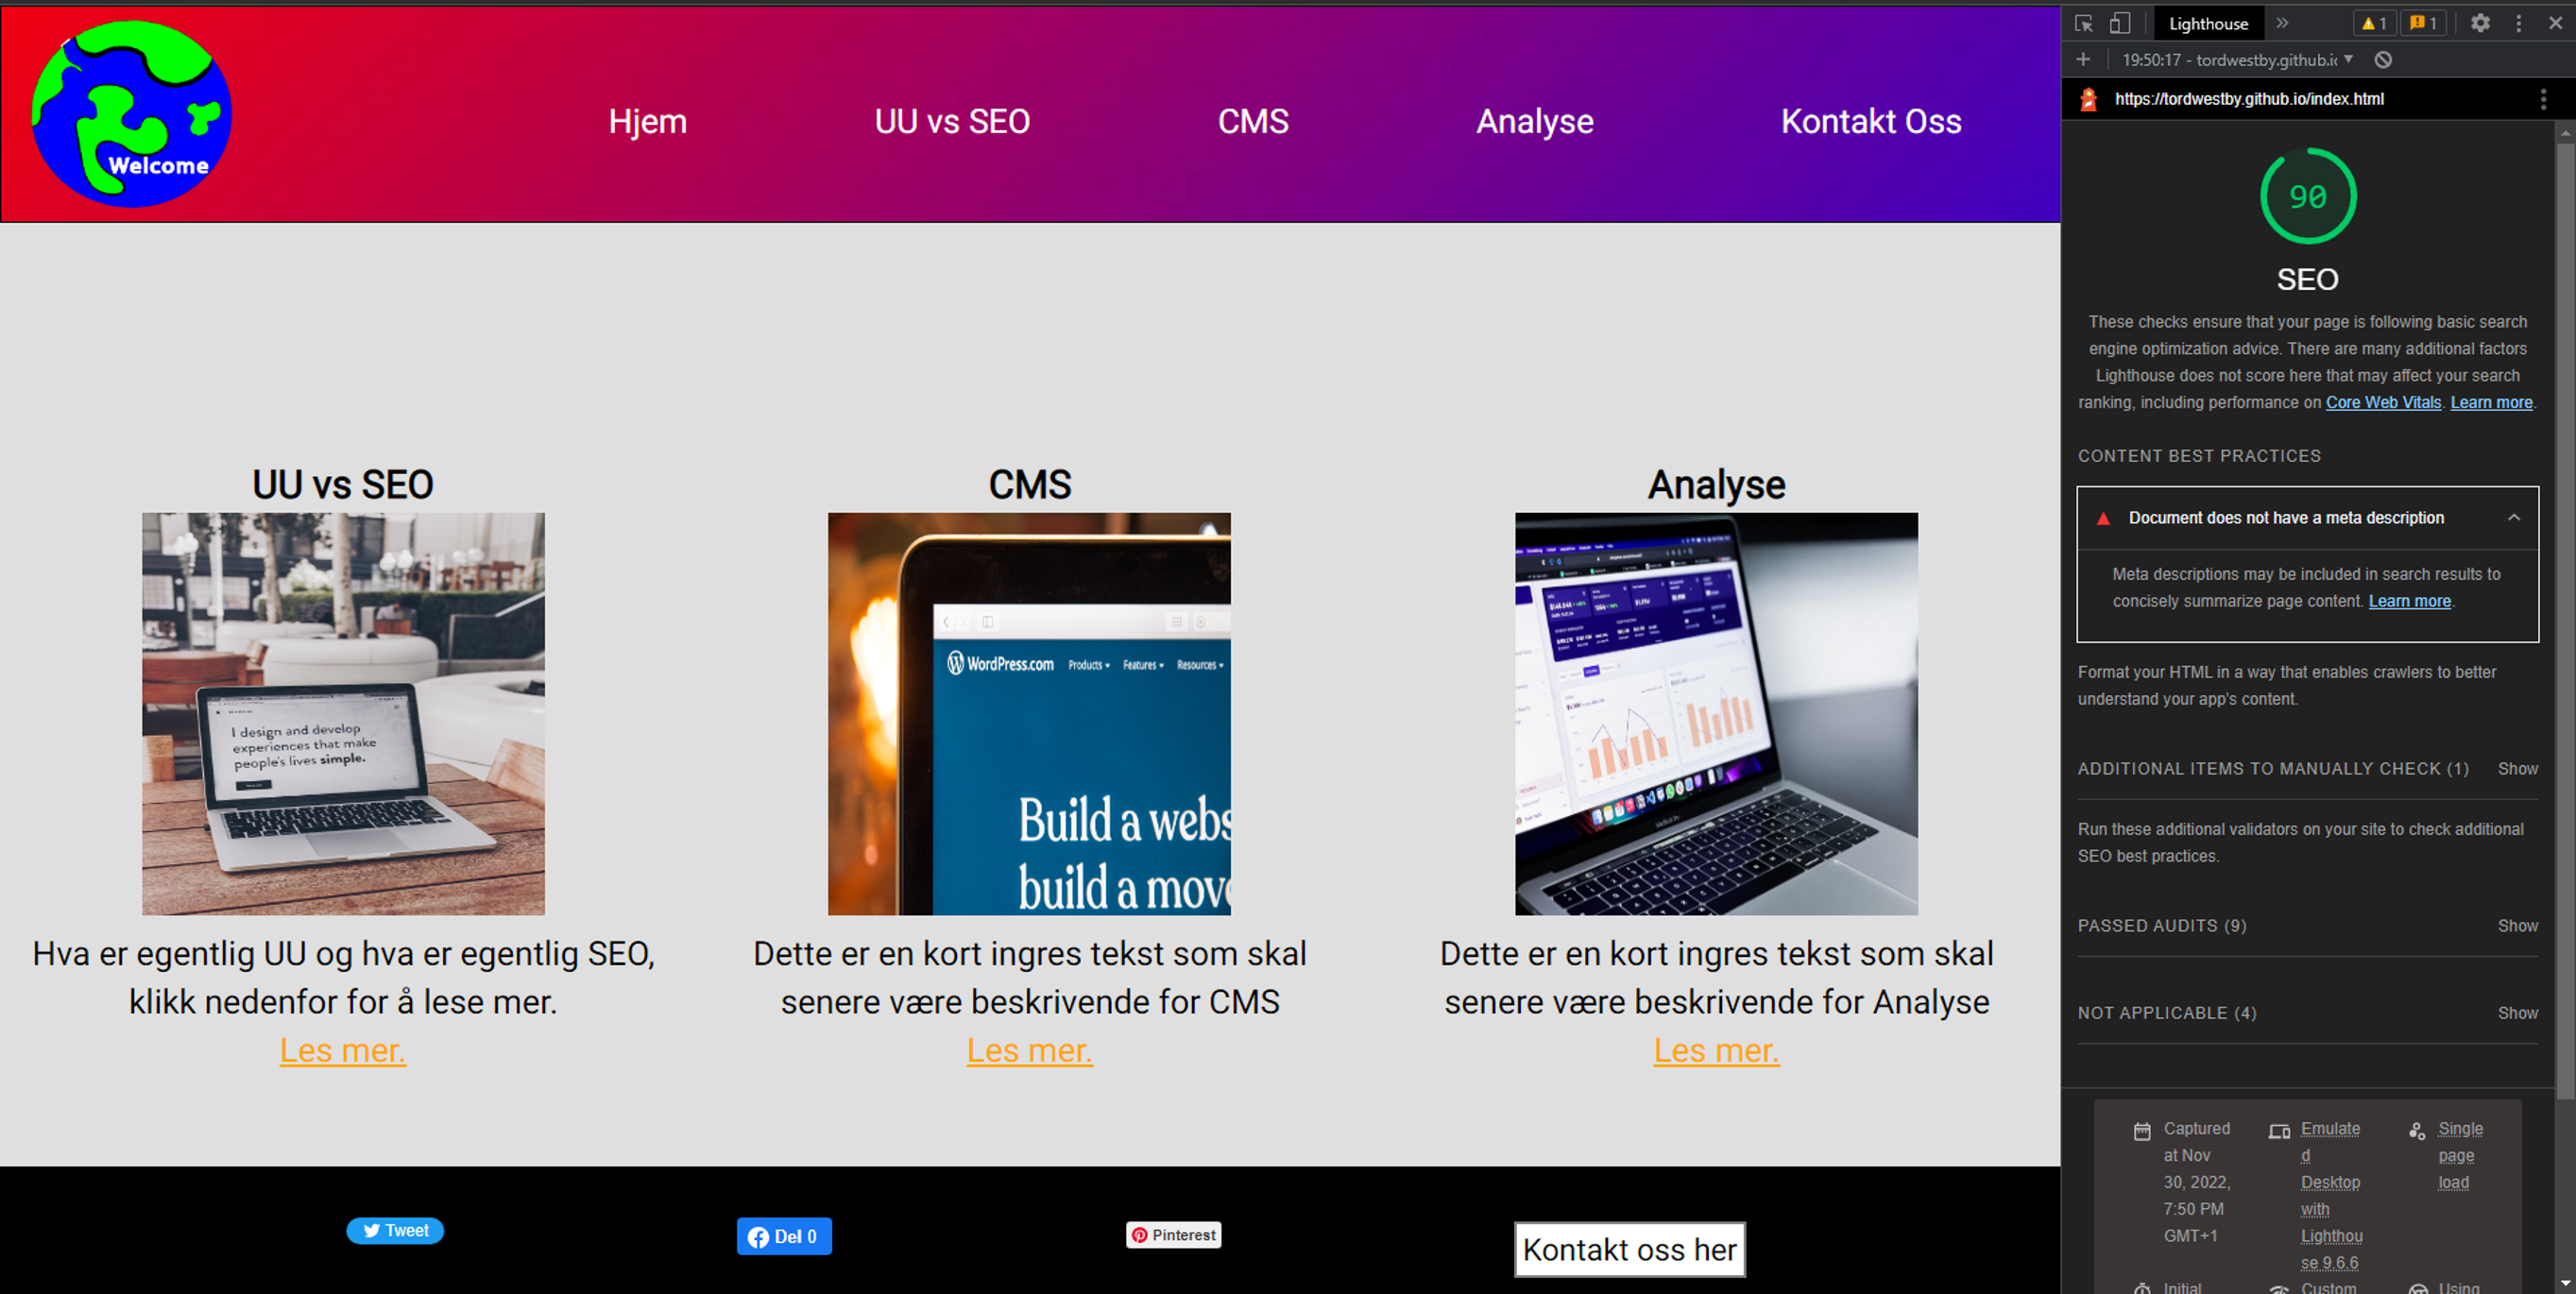 Welcome
Hjem
UU vs SEO
CMS
Analyse
Kontakt Oss
UU vs SEO
I design and develop
experiences that make
people's lives simple.
Hva er egentlig UU og hva er egentlig SEO,
klikk nedenfor for å lese mer.
Les mer.
CMS
WordPress.com Products Features Resources
Build a webs
build a move
Dette er en kort ingres tekst som skal
senere være beskrivende for CMS
Les mer.
Analyse
Dette er en kort ingres tekst som skal
senere være beskrivende for Analyse
Les mer.
Tweet
Del 0
Pinterest
Kontakt oss her
Lighthouse
1
1
19:50:17 - tordwestby.github.io
https://tordwestby.github.io/index.html
90
SEO
These checks ensure that your page is following basic search
engine optimization advice. There are many additional factors
Lighthouse does not score here that may affect your search
ranking, including performance on Core Web Vitals. Learn more.
CONTENT BEST PRACTICES
Document does not have a meta description
Meta descriptions may be included in search results to
concisely summarize page content. Learn more.
Format your HTML in a way that enables crawlers to better
understand your app's content.
ADDITIONAL ITEMS TO MANUALLY CHECK (1) Show
Run these additional validators on your site to check additional
SEO best practices.
PASSED AUDITS (9) Show
NOT APPLICABLE (4) Show
Captured
at Nov
30, 2022,
7:50 PM
GMT+1
Emulate
d
Desktop
with
Lighthou
se 9.6.6
Single
page
load
Initial
Custom
Using